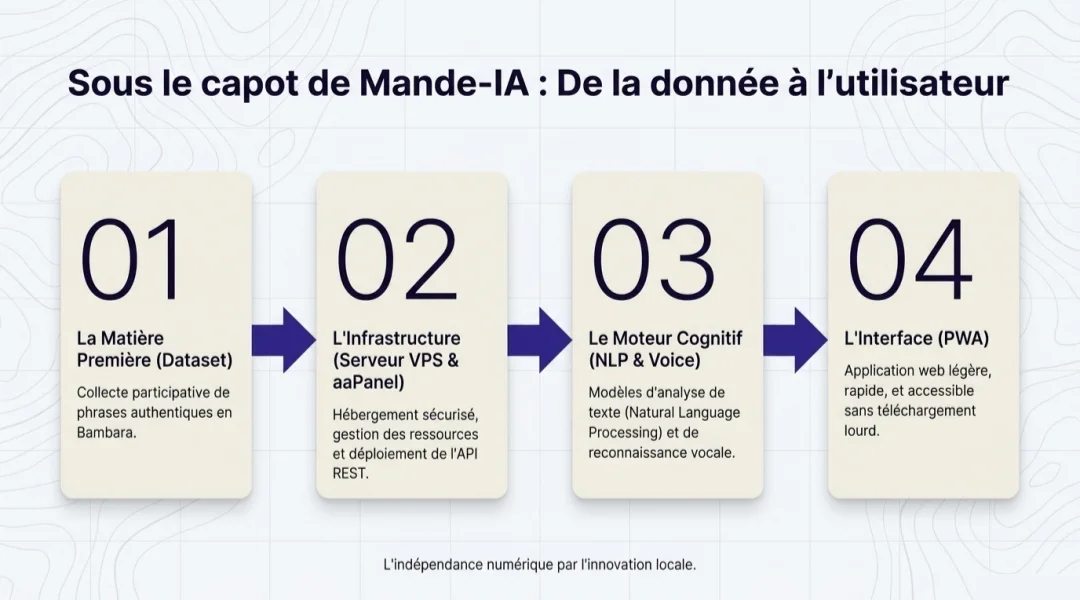 Sous le capot de Mande-IA : De la donnée à l’utilisateur
01
La Matière
Première (Dataset)
Collecte participative de
phrases authentiques en
Bambara.
02
L'Infrastructure
(Serveur VPS &
aaPanel)
Hébergement sécurisé,
gestion des ressources
et déploiement de l'API
REST.
03
Le Moteur Cognitif
(NLP & Voice)
Modèles d'analyse de
texte (Natural Language
Processing) et de
reconnaissance vocale.
04
L'Interface (PWA)
Application web légère,
rapide, et accessible
sans téléchargement
lourd.
L'indépendance numérique par l'innovation locale.